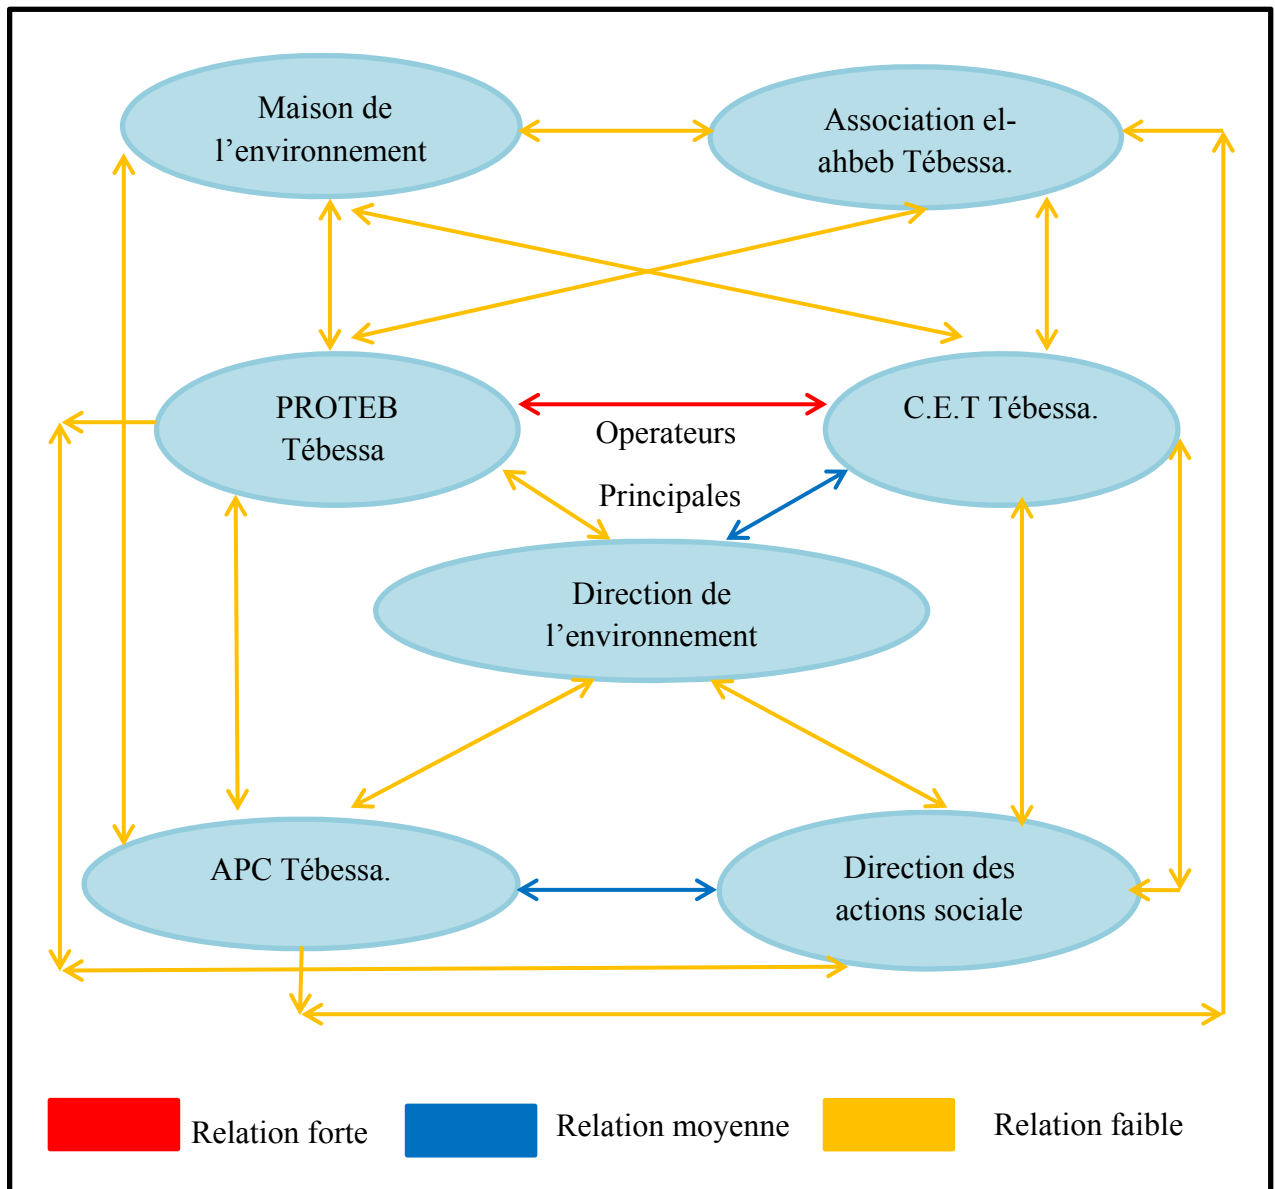 Maison de
l’environnement
Association el-
ahbeb Tébessa.
PROTEB
Tébessa
C.E.T Tébessa.
Operateurs
Principales
Direction de
l’environnement
APC Tébessa.
Direction des
actions sociale
Relation forte
Relation moyenne
Relation faible